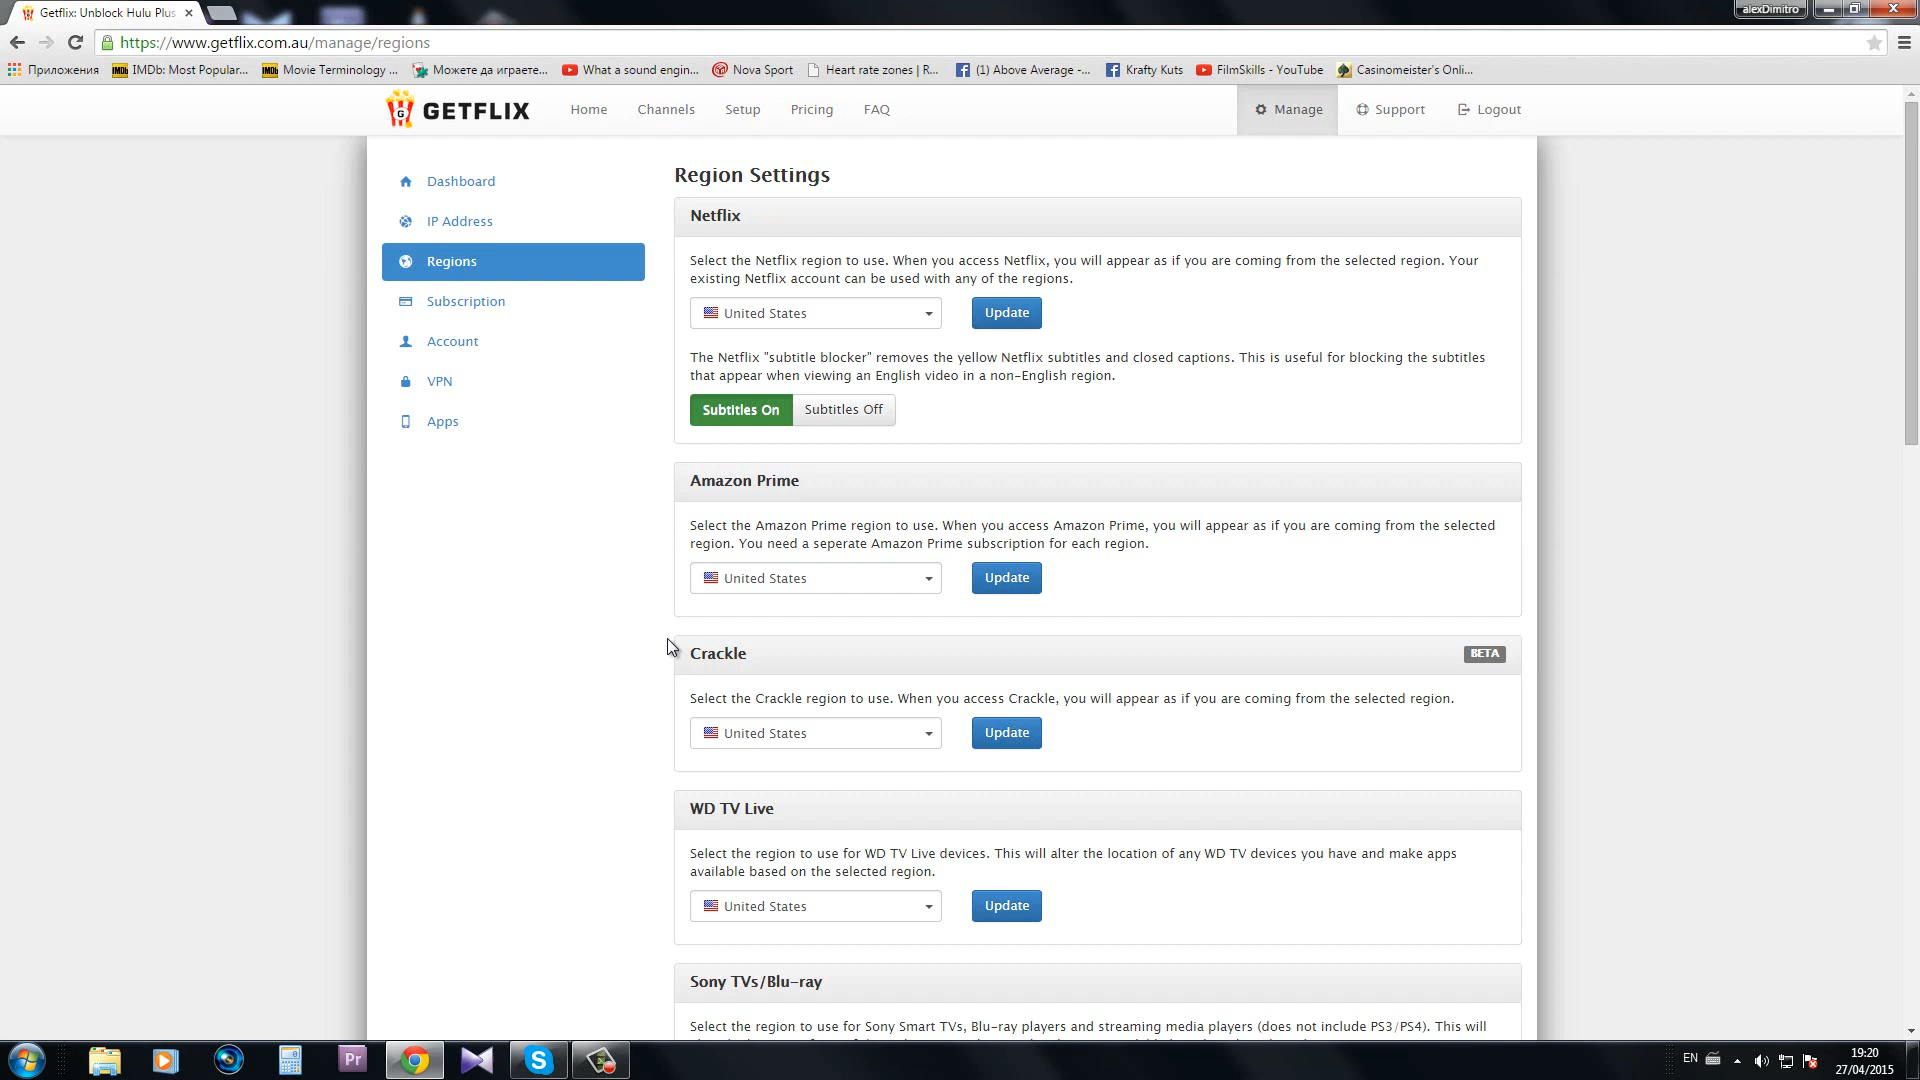 Getflix: Unblock Hulu Plus
alexDimitro
https://www.getflix.com.au/manage/regions
Приложения
IMDb: Most Popular...
Movie Terminology ...
Можете да играете...
What a sound engin...
Nova Sport
Heart rate zones | R...
(1) Above Average -...
Krafty Kuts
FilmSkills - YouTube
Casinomeister's Onli...
GETFLIX
Home
Channels
Setup
Pricing
FAQ
Manage
Support
Logout
Dashboard
IP Address
Regions
Subscription
Account
VPN
Apps
Region Settings
Netflix
Select the Netflix region to use. When you access Netflix, you will appear as if you are coming from the selected region. Your
existing Netflix account can be used with any of the regions.
United States
Update
The Netflix "subtitle blocker" removes the yellow Netflix subtitles and closed captions. This is useful for blocking the subtitles
that appear when viewing an English video in a non-English region.
Subtitles On
Subtitles Off
Amazon Prime
Select the Amazon Prime region to use. When you access Amazon Prime, you will appear as if you are coming from the selected
region. You need a seperate Amazon Prime subscription for each region.
United States
Update
Crackle
BETA
Select the Crackle region to use. When you access Crackle, you will appear as if you are coming from the selected region.
United States
Update
WD TV Live
Select the region to use for WD TV Live devices. This will alter the location of any WD TV devices you have and make apps
available based on the selected region.
United States
Update
Sony TVs/Blu-ray
Select the region to use for Sony Smart TVs, Blu-ray players and streaming media players (does not include PS3/PS4). This will
Pr
EN
19:20
27/04/2015